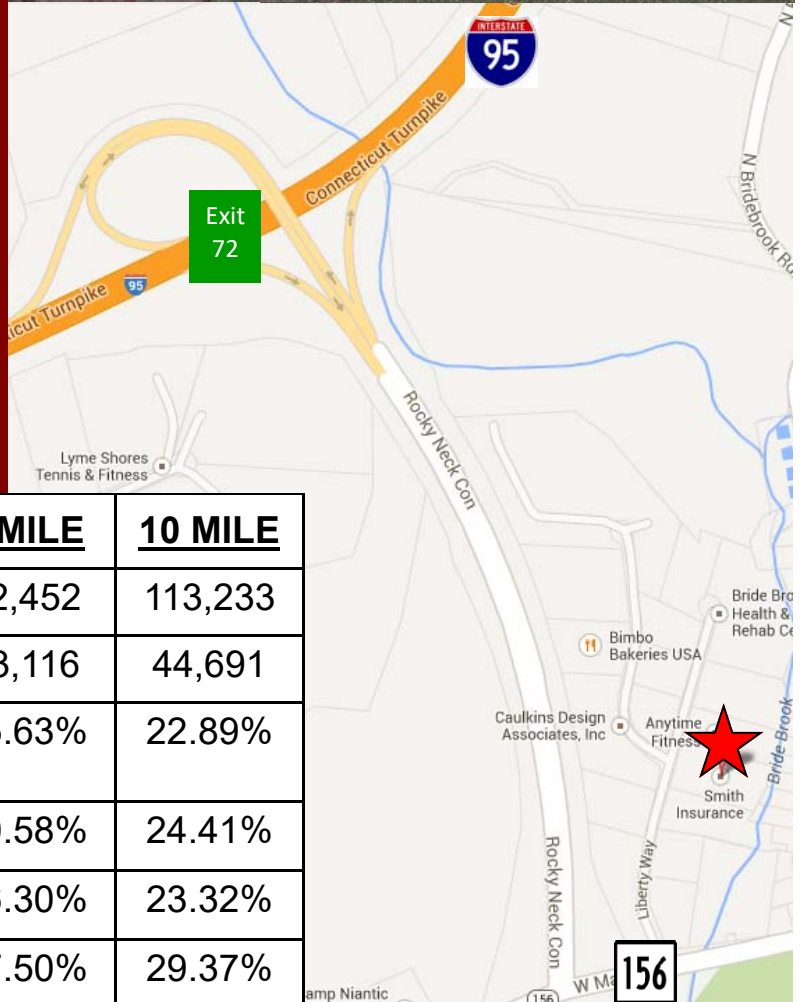 INTERSTATE
95
Connecticut Turnpike
N Bridebrook Rd
Exit
72
95
icut Turnpike
Rocky Neck Con
Lyme Shores
Tennis & Fitness
MILE 10 MILE
2,452 113,233
3,116 44,691
.63% 22.89%
.58% 24.41%
.30% 23.32%
.50% 29.37%
Bride Bro
Health &
Rehab Ce
Bimbo
Bakeries USA
Caulkins Design
Associates, Inc
Anytime
Fitness
Smith
Insurance
Bride Brook
Liberty Way
Rocky Neck Con
156
W Ma
156
amp Niantic